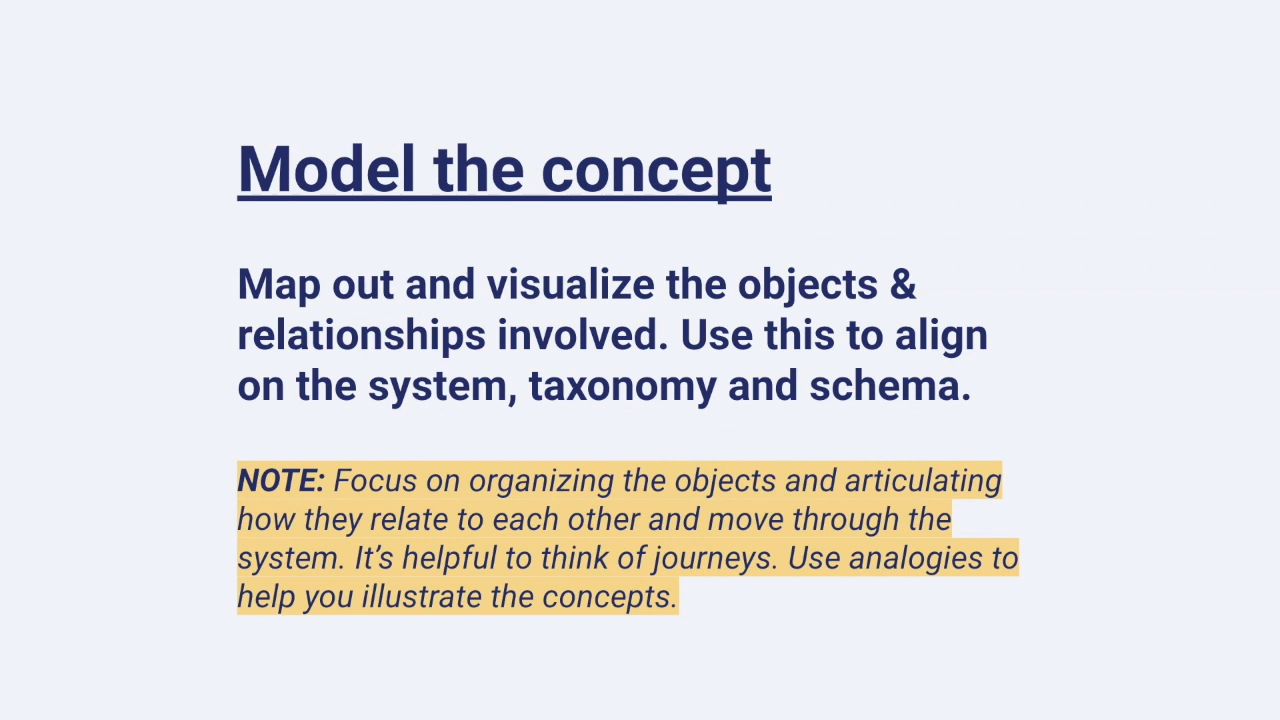 Model the concept
Map out and visualize the objects &
relationships involved. Use this to align
on the system, taxonomy and schema.
NOTE: Focus on organizing the objects and articulating
how they relate to each other and move through the
system. It’s helpful to think of journeys. Use analogies to
help you illustrate the concepts.